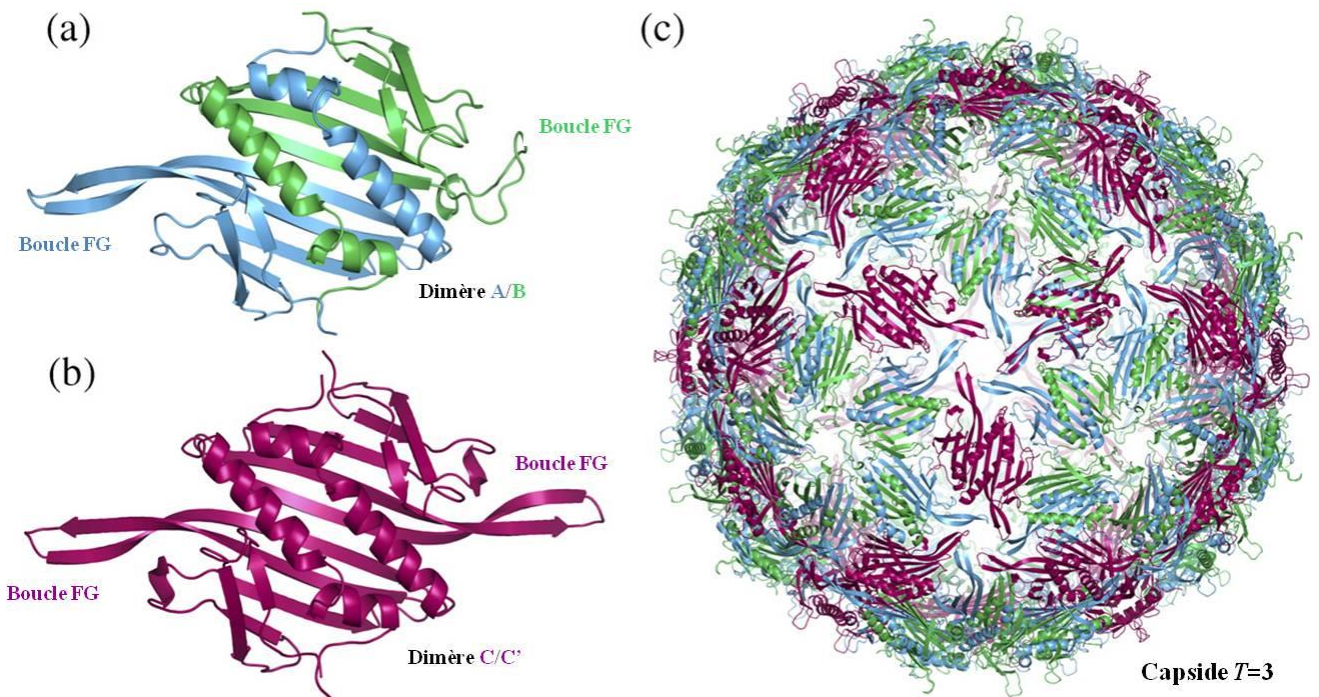 (a)
Boucle FG
Boucle FG
Dimère A/B
(b)
Boucle FG
Boucle FG
Dimère C/C'
(c)
Capside T=3